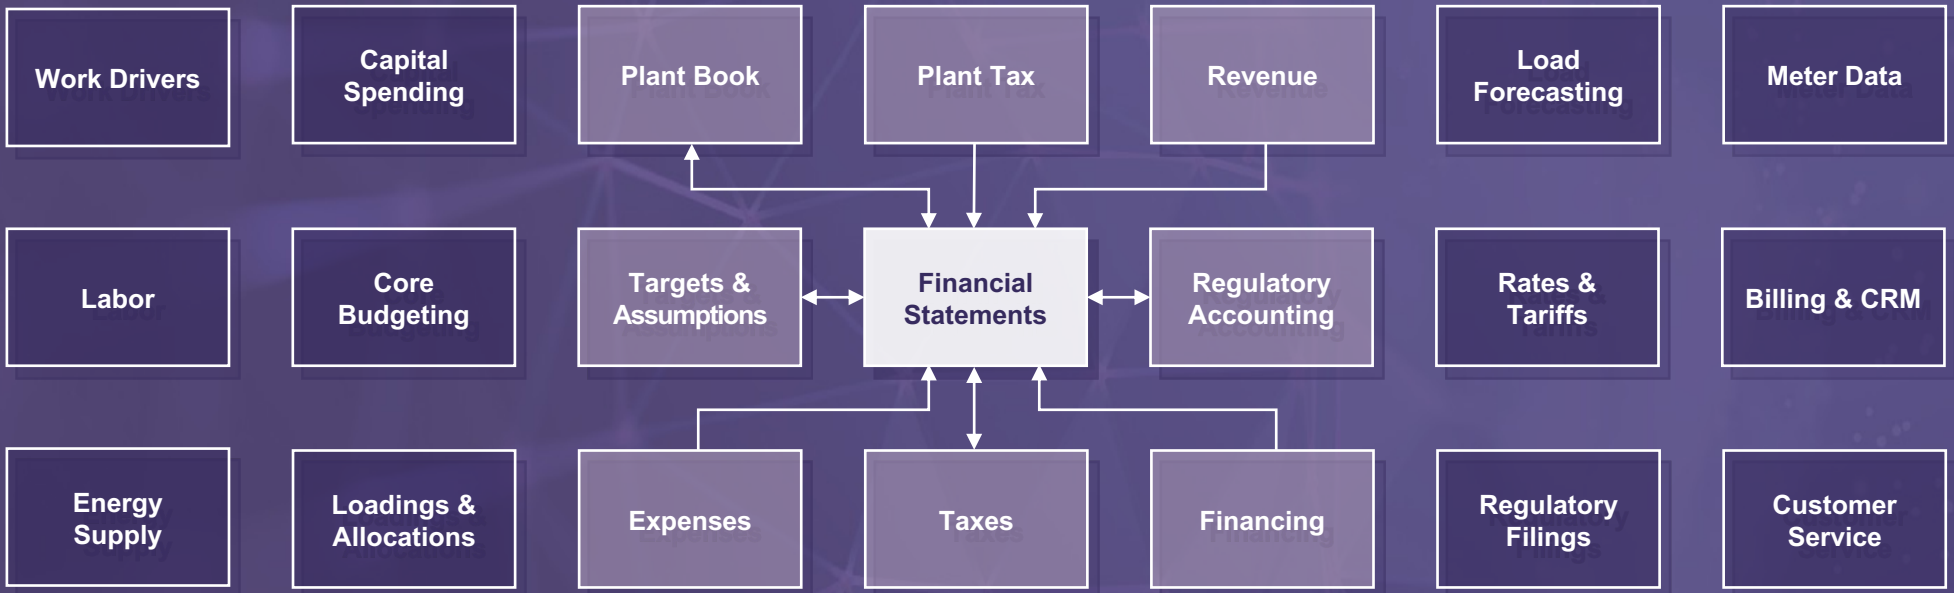 Work Drivers
Capital
Spending
Plant Book
Plant Tax
Revenue
Load
Forecasting
Meter Data
Labor
Core
Budgeting
Targets &
Assumptions
Financial
Statements
Regulatory
Accounting
Rates &
Tariffs
Billing & CRM
Energy
Supply
Loadings &
Allocations
Expenses
Taxes
Financing
Regulatory
Filings
Customer
Service